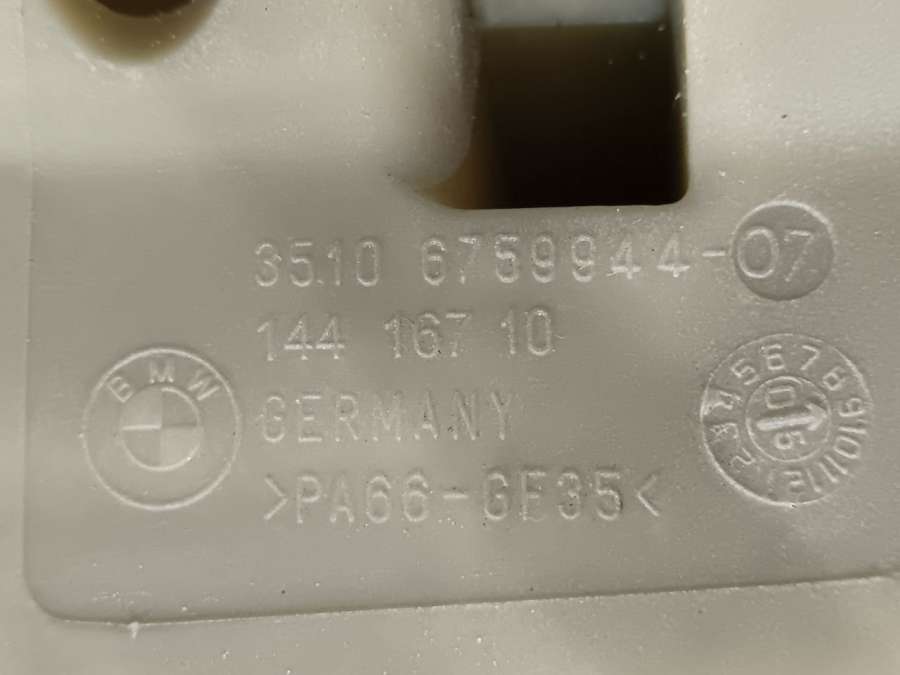 3510 6759944-07
144 167 10
GERMANY
>PA66-GF35<
BMW